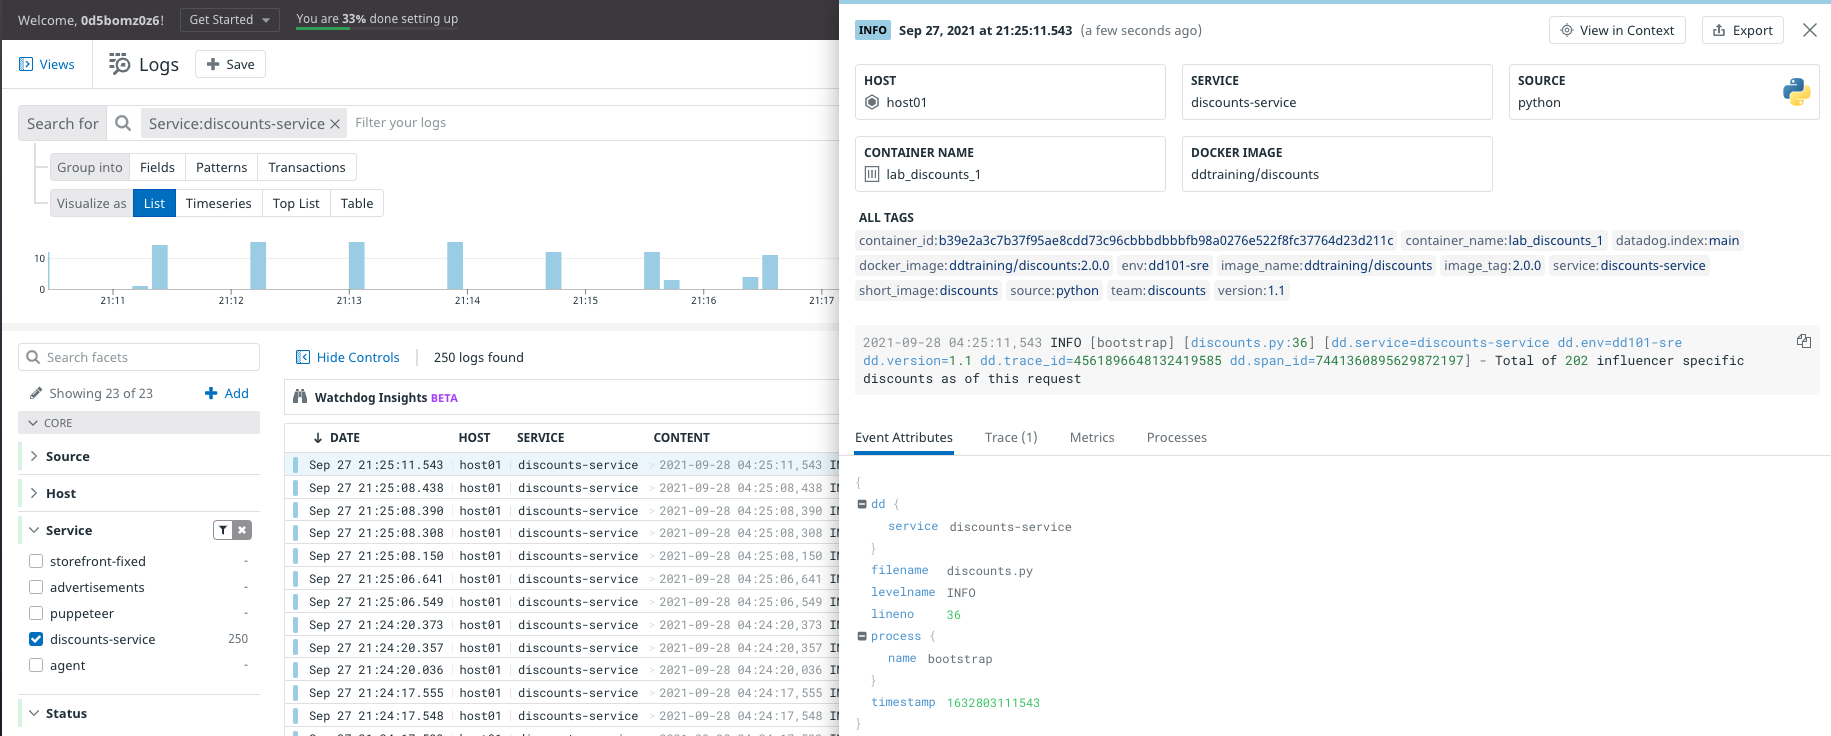 Welcome, 0d5bomz0z6!
Get Started
You are 33% done setting up
Views
Logs
Save
Search for
Service:discounts-service
Filter your logs
Group into
Fields
Patterns
Transactions
Visualize as
List
Timeseries
Top List
Table
10
0
21:11
21:12
21:13
21:14
21:15
21:16
21:17
Search facets
Showing 23 of 23
Add
CORE
Source
Host
Service
storefront-fixed -
advertisements -
puppeteer -
discounts-service 250
agent -
Status
Hide Controls
250 logs found
Watchdog Insights BETA
DATE HOST SERVICE CONTENT
Sep 27 21:25:11.543 host01 discounts-service 2021-09-28 04:25:11,543
Sep 27 21:25:08.438 host01 discounts-service 2021-09-28 04:25:08,438
Sep 27 21:25:08.390 host01 discounts-service 2021-09-28 04:25:08,390
Sep 27 21:25:08.308 host01 discounts-service 2021-09-28 04:25:08,308
Sep 27 21:25:08.150 host01 discounts-service 2021-09-28 04:25:08,150
Sep 27 21:25:06.641 host01 discounts-service 2021-09-28 04:25:06,641
Sep 27 21:25:06.549 host01 discounts-service 2021-09-28 04:25:06,549
Sep 27 21:24:20.373 host01 discounts-service 2021-09-28 04:24:20,373
Sep 27 21:24:20.357 host01 discounts-service 2021-09-28 04:24:20,357
Sep 27 21:24:20.036 host01 discounts-service 2021-09-28 04:24:20,036
Sep 27 21:24:17.555 host01 discounts-service 2021-09-28 04:24:17,555
Sep 27 21:24:17.548 host01 discounts-service 2021-09-28 04:24:17,548
INFO Sep 27, 2021 at 21:25:11.543 (a few seconds ago)
View in Context
Export
HOST
host01
SERVICE
discounts-service
SOURCE
python
CONTAINER NAME
lab_discounts_1
DOCKER IMAGE
ddtraining/discounts
ALL TAGS
container_id:b39e2a3c7b37f95ae8cdd73c96cbbbdbbbfb98a0276e522f8fc37764d23d211c container_name:lab_discounts_1 datadog.index:main
docker_image:ddtraining/discounts:2.0.0 env:dd101-sre image_name:ddtraining/discounts image_tag:2.0.0 service:discounts-service
short_image:discounts source:python team:discounts version:1.1
2021-09-28 04:25:11,543 INFO [bootstrap] [discounts.py:36] [dd.service=discounts-service dd.env=dd101-sre
dd.version=1.1 dd.trace_id=4561896648132419585 dd.span_id=7441360895629872197] - Total of 202 influencer specific
discounts as of this request
Event Attributes
Trace (1)
Metrics
Processes
{
dd {
service discounts-service
}
filename discounts.py
levelname INFO
lineno 36
process {
name bootstrap
}
timestamp 1632803111543
}